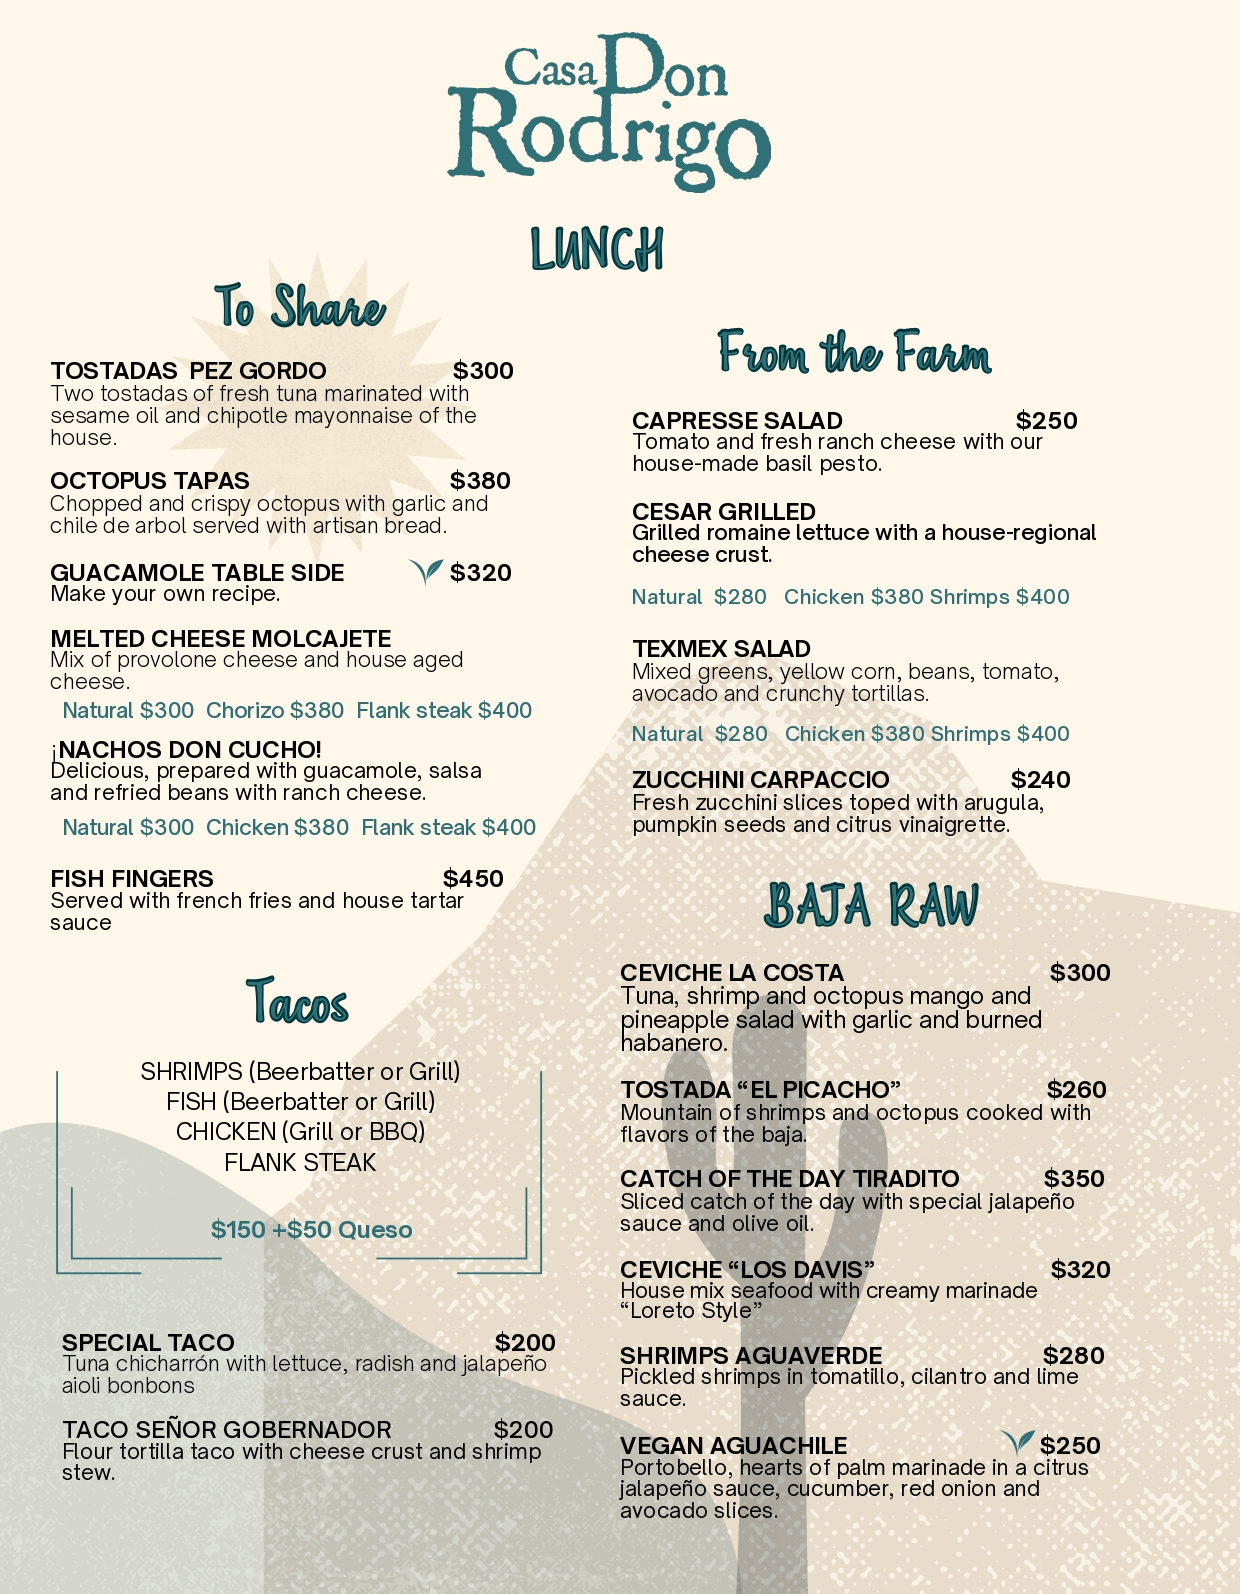 Casa Don
Rodrigo
LUNCH
To Share
TOSTADAS PEZ GORDO $300
Two tostadas of fresh tuna marinated with
sesame oil and chipotle mayonnaise of the
house.
OCTOPUS TAPAS $380
Chopped and crispy octopus with garlic and
chile de arbol served with artisan bread.
GUACAMOLE TABLE SIDE $320
Make your own recipe.
MELTED CHEESE MOLCAJETE
Mix of provolone cheese and house aged
cheese.
Natural $300 Chorizo $380 Flank steak $400
¡NACHOS DON CUCHO!
Delicious, prepared with guacamole, salsa
and refried beans with ranch cheese.
Natural $300 Chicken $380 Flank steak $400
FISH FINGERS $450
Served with french fries and house tartar
sauce
Tacos
SHRIMPS (Beerbatter or Grill)
FISH (Beerbatter or Grill)
CHICKEN (Grill or BBQ)
FLANK STEAK
$150 +$50 Queso
SPECIAL TACO $200
Tuna chicharrón with lettuce, radish and jalapeño
aioli bonbons
TACO SEÑOR GOBERNADOR $200
Flour tortilla taco with cheese crust and shrimp
stew.
From the Farm
CAPRESSE SALAD $250
Tomato and fresh ranch cheese with our
house-made basil pesto.
CESAR GRILLED
Grilled romaine lettuce with a house-regional
cheese crust.
Natural $280 Chicken $380 Shrimps $400
TEXMEX SALAD
Mixed greens, yellow corn, beans, tomato,
avocado and crunchy tortillas.
Natural $280 Chicken $380 Shrimps $400
ZUCCHINI CARPACCIO $240
Fresh zucchini slices toped with arugula,
pumpkin seeds and citrus vinaigrette.
BAJA RAW
CEVICHE LA COSTA $300
Tuna, shrimp and octopus mango and
pineapple salad with garlic and burned
habanero.
TOSTADA “EL PICACHO” $260
Mountain of shrimps and octopus cooked with
flavors of the baja.
CATCH OF THE DAY TIRADITO $350
Sliced catch of the day with special jalapeño
sauce and olive oil.
CEVICHE “LOS DAVIS” $320
House mix seafood with creamy marinade
“Loreto Style”
SHRIMPS AGUAVERDE $280
Pickled shrimps in tomatillo, cilantro and lime
sauce.
VEGAN AGUACHILE $250
Portobello, hearts of palm marinade in a citrus
jalapeño sauce, cucumber, red onion and
avocado slices.